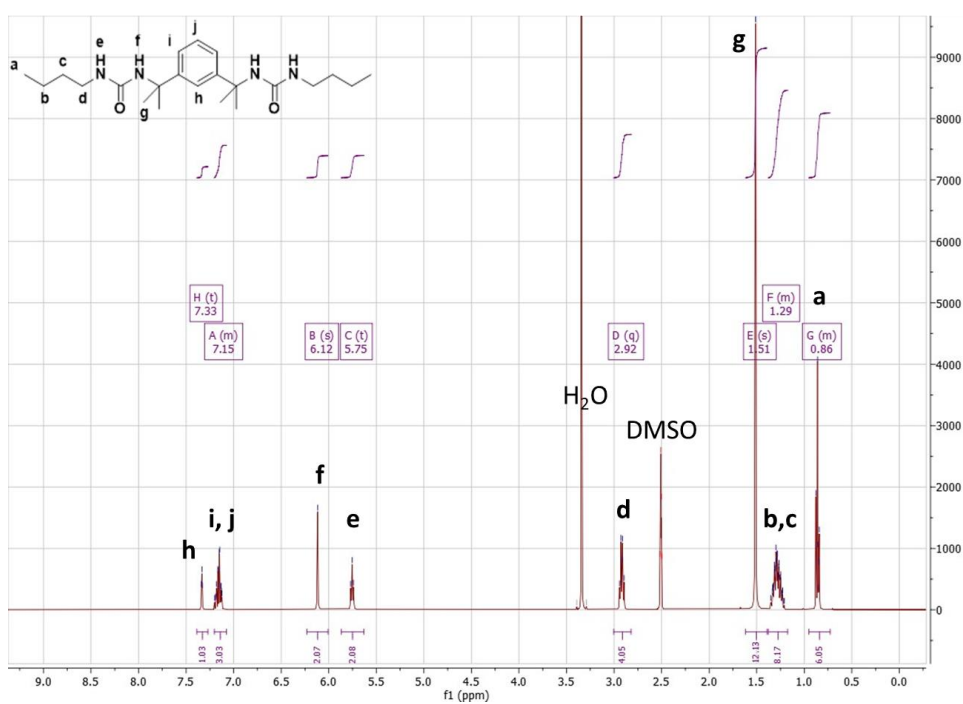 e f i j
H H H H
a c N N N N
b d O h O
g
g
9000
8000
7000
6000
5000
4000
3000
2000
1000
0
H (t)
7.33
A (m)
7.15
B (s)
6.12
C (t)
5.75
D (q)
2.92
F (m)
1.29
E (s)
1.51
G (m)
0.86
a
H₂O
DMSO
f
i, j
h
e
d
b,c
1.03 3.03 2.07 2.08 4.05 12.13 8.17 6.05
9.0 8.5 8.0 7.5 7.0 6.5 6.0 5.5 5.0 4.5 4.0 3.5 3.0 2.5 2.0 1.5 1.0 0.5 0.0
f1 (ppm)